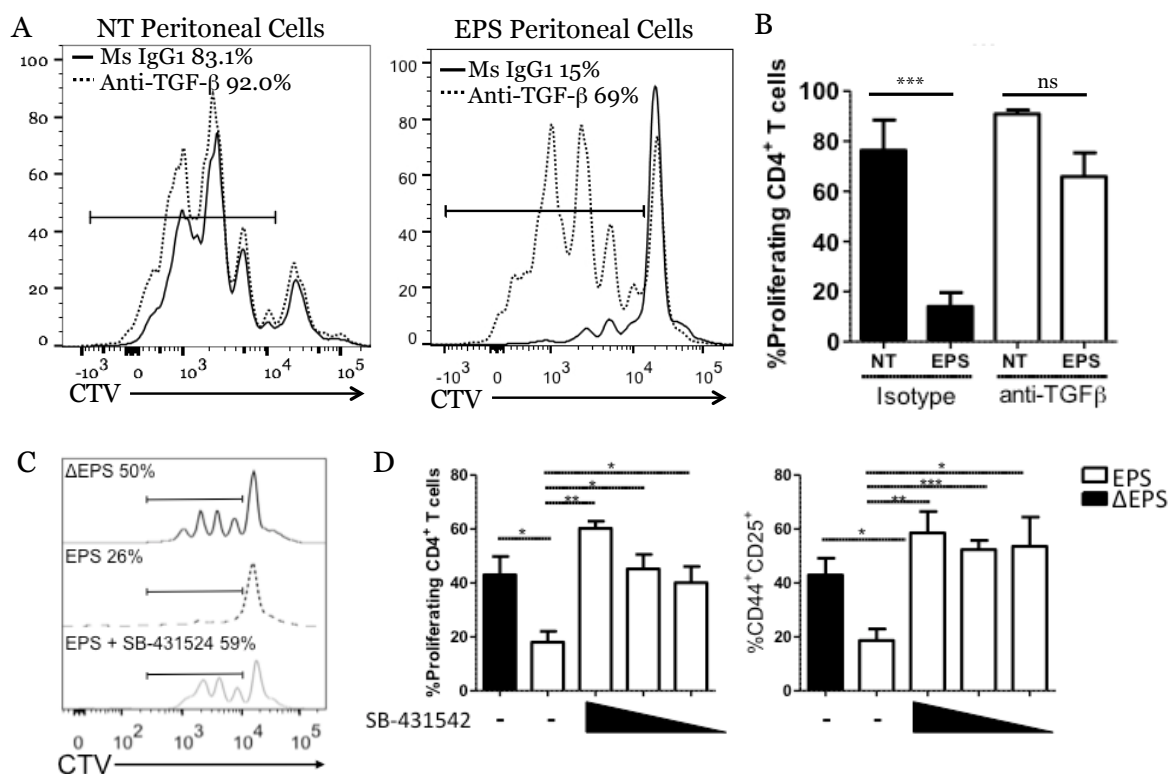 A
NT Peritoneal Cells
Ms IgG1 83.1%
Anti-TGF-β 92.0%
100
80
60
40
20
0
-10³ 0 10³ 10⁴ 10⁵
CTV
EPS Peritoneal Cells
Ms IgG1 15%
Anti-TGF-β 69%
100
80
60
40
20
0
-10³ 0 10³ 10⁴ 10⁵
CTV
B
*** ns
%Proliferating CD4⁺ T cells
80
60
40
20
0
NT EPS NT EPS
Isotype anti-TGFβ
C
ΔEPS 50%
EPS 26%
EPS + SB-431524 59%
0 10² 10³ 10⁴ 10⁵
CTV
D
%Proliferating CD4⁺ T cells
80
60
40
20
0
*
*
**
*
SB-431542 - -
%CD44⁺CD25⁺
80
60
40
20
0
*
***
**
*
- -
EPS
ΔEPS